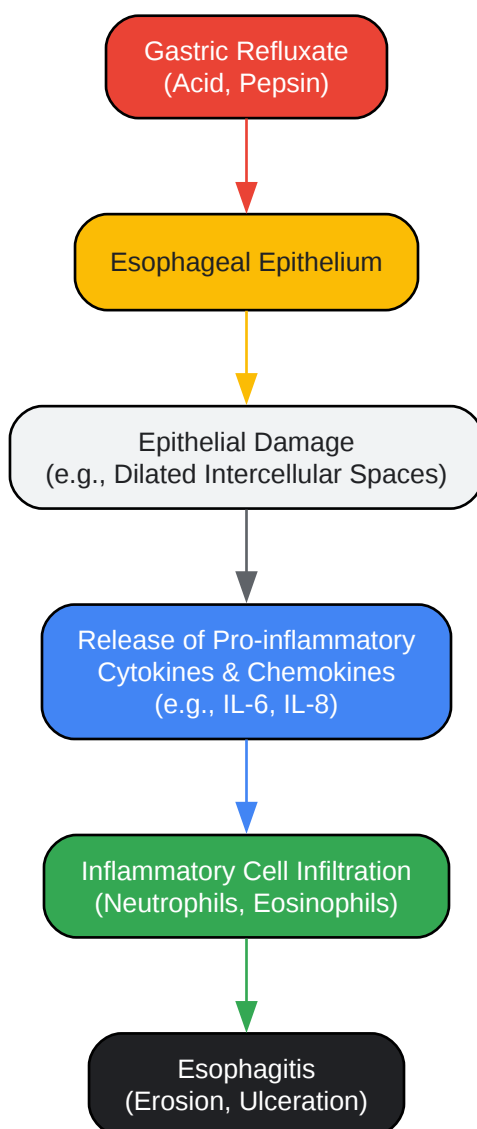 Gastric Refluxate
(Acid, Pepsin)
Esophageal Epithelium
Epithelial Damage
(e.g., Dilated Intercellular Spaces)
Release of Pro-inflammatory
Cytokines & Chemokines
(e.g., IL-6, IL-8)
Inflammatory Cell Infiltration
(Neutrophils, Eosinophils)
Esophagitis
(Erosion, Ulceration)